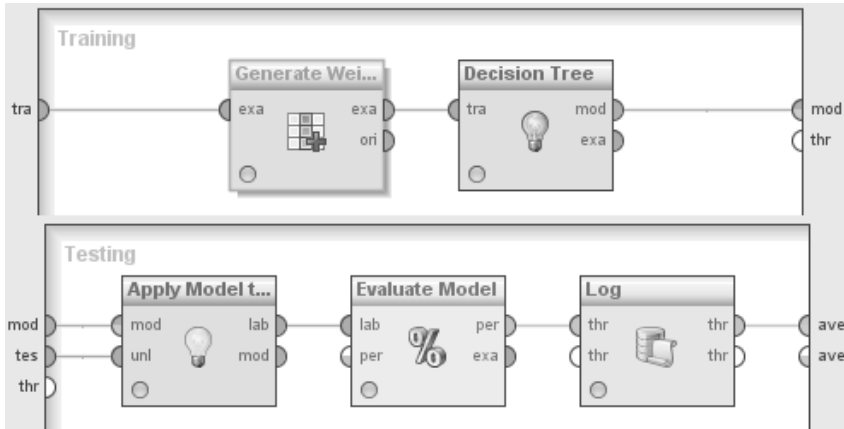 Training
Generate Wei... Decision Tree
tra exa exa tra mod mod
ori exa thr
Testing
Apply Model t... Evaluate Model Log
mod mod lab lab per thr thr ave
tes unl mod per exa thr thr ave
thr